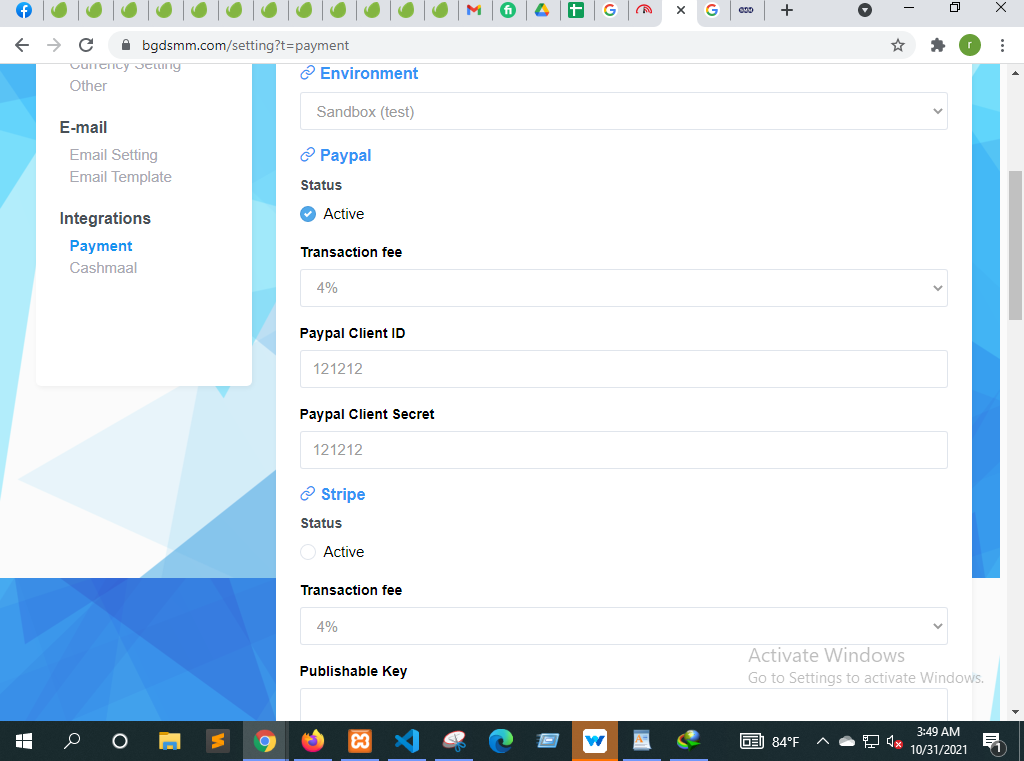 bgdsmm.com/setting?t=payment
r
Currency Setting
Other
E-mail
Email Setting
Email Template
Integrations
Payment
Cashmaal
Environment
Sandbox (test)
Paypal
Status
Active
Transaction fee
4%
Paypal Client ID
121212
Paypal Client Secret
121212
Stripe
Status
Active
Transaction fee
4%
Publishable Key
Activate Windows
Go to Settings to activate Windows.
84°F
3:49 AM
10/31/2021
1